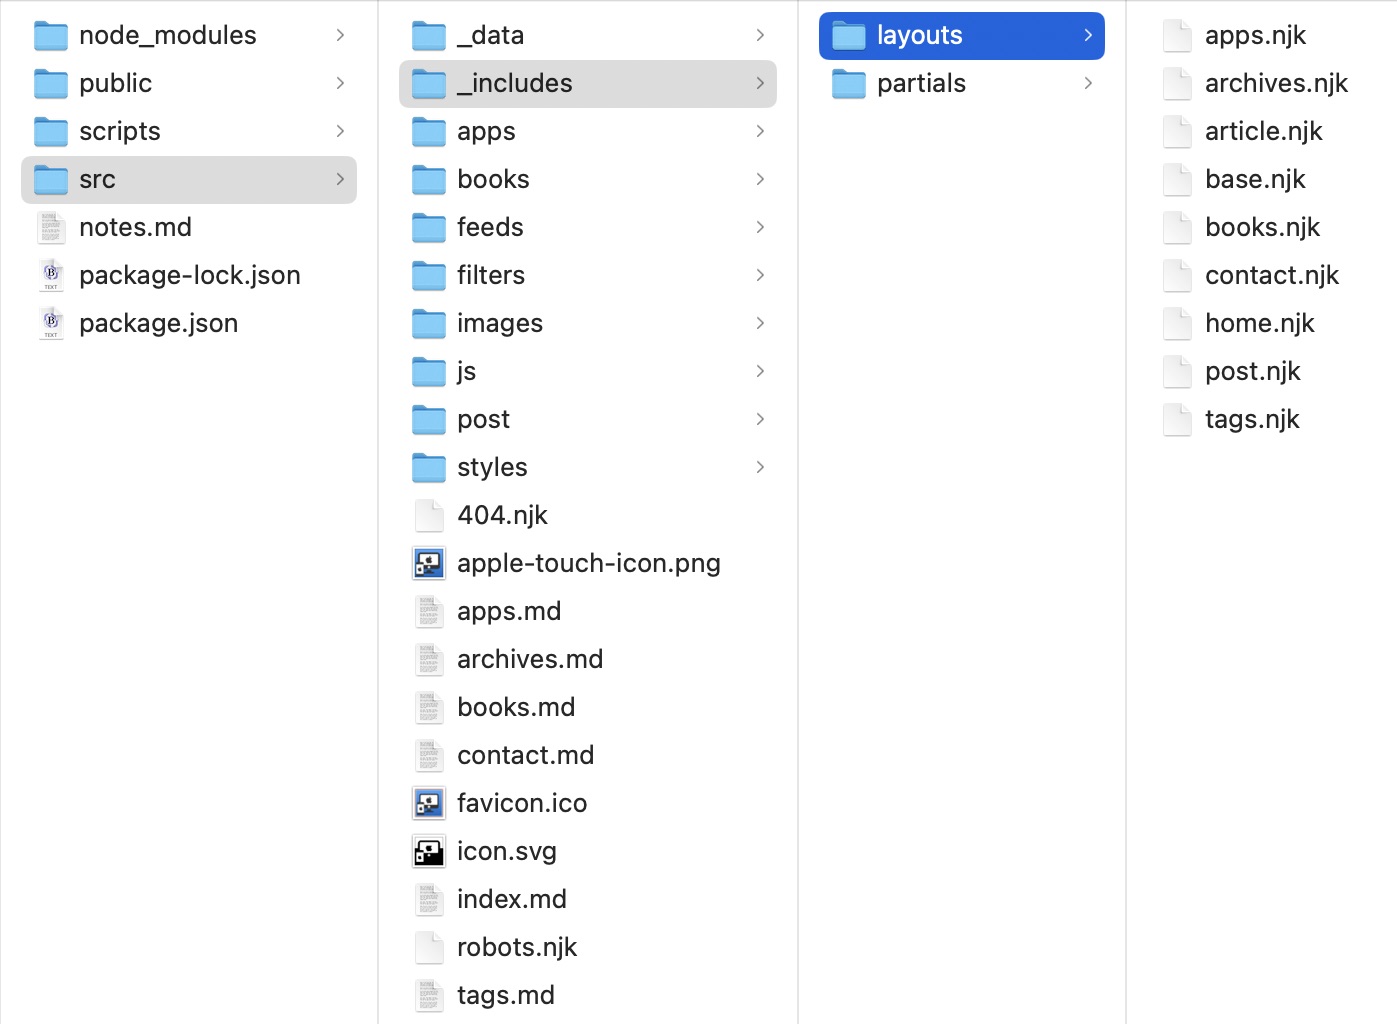 node_modules
public
scripts
src
notes.md
package-lock.json
package.json
_data
_includes
apps
books
feeds
filters
images
js
post
styles
404.njk
apple-touch-icon.png
apps.md
archives.md
books.md
contact.md
favicon.ico
icon.svg
index.md
robots.njk
tags.md
layouts
partials
apps.njk
archives.njk
article.njk
base.njk
books.njk
contact.njk
home.njk
post.njk
tags.njk